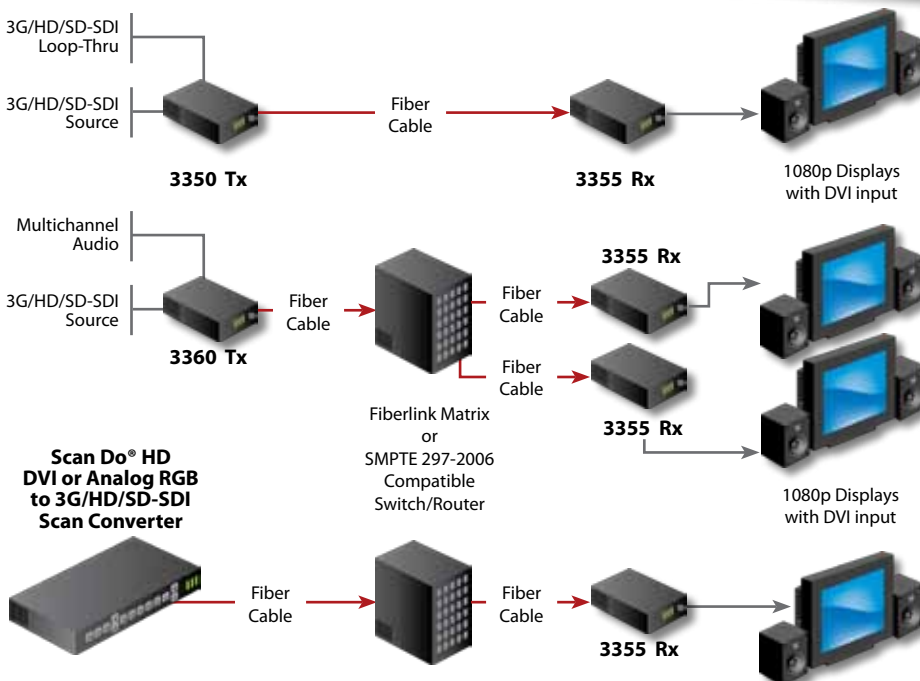 3G/HD/SD-SDI
Loop-Thru
3G/HD/SD-SDI
Source
Fiber
Cable
3350 Tx
3355 Rx
1080p Displays
with DVI input
Multichannel
Audio
3G/HD/SD-SDI
Source
Fiber
Cable
3360 Tx
Fiber
Cable
3355 Rx
Fiber
Cable
3355 Rx
Fiberlink Matrix
or
SMPTE 297-2006
Compatible
Switch/Router
1080p Displays
with DVI input
Scan Do® HD
DVI or Analog RGB
to 3G/HD/SD-SDI
Scan Converter
Fiber
Cable
Fiber
Cable
3355 Rx